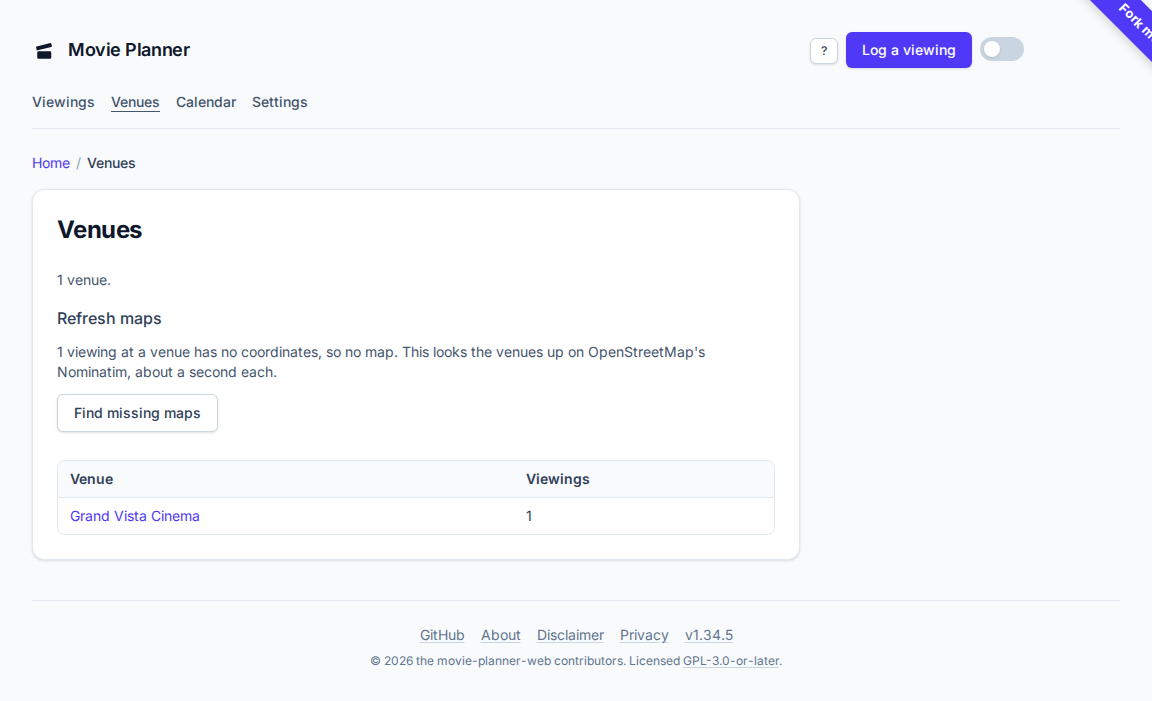 Movie Planner
?
Log a viewing
Fork m
Viewings Venues Calendar Settings
Home / Venues
Venues
1 venue.
Refresh maps
1 viewing at a venue has no coordinates, so no map. This looks the venues up on OpenStreetMap's
Nominatim, about a second each.
Find missing maps
Venue Viewings
Grand Vista Cinema 1
GitHub About Disclaimer Privacy v1.34.5
© 2026 the movie-planner-web contributors. Licensed GPL-3.0-or-later.